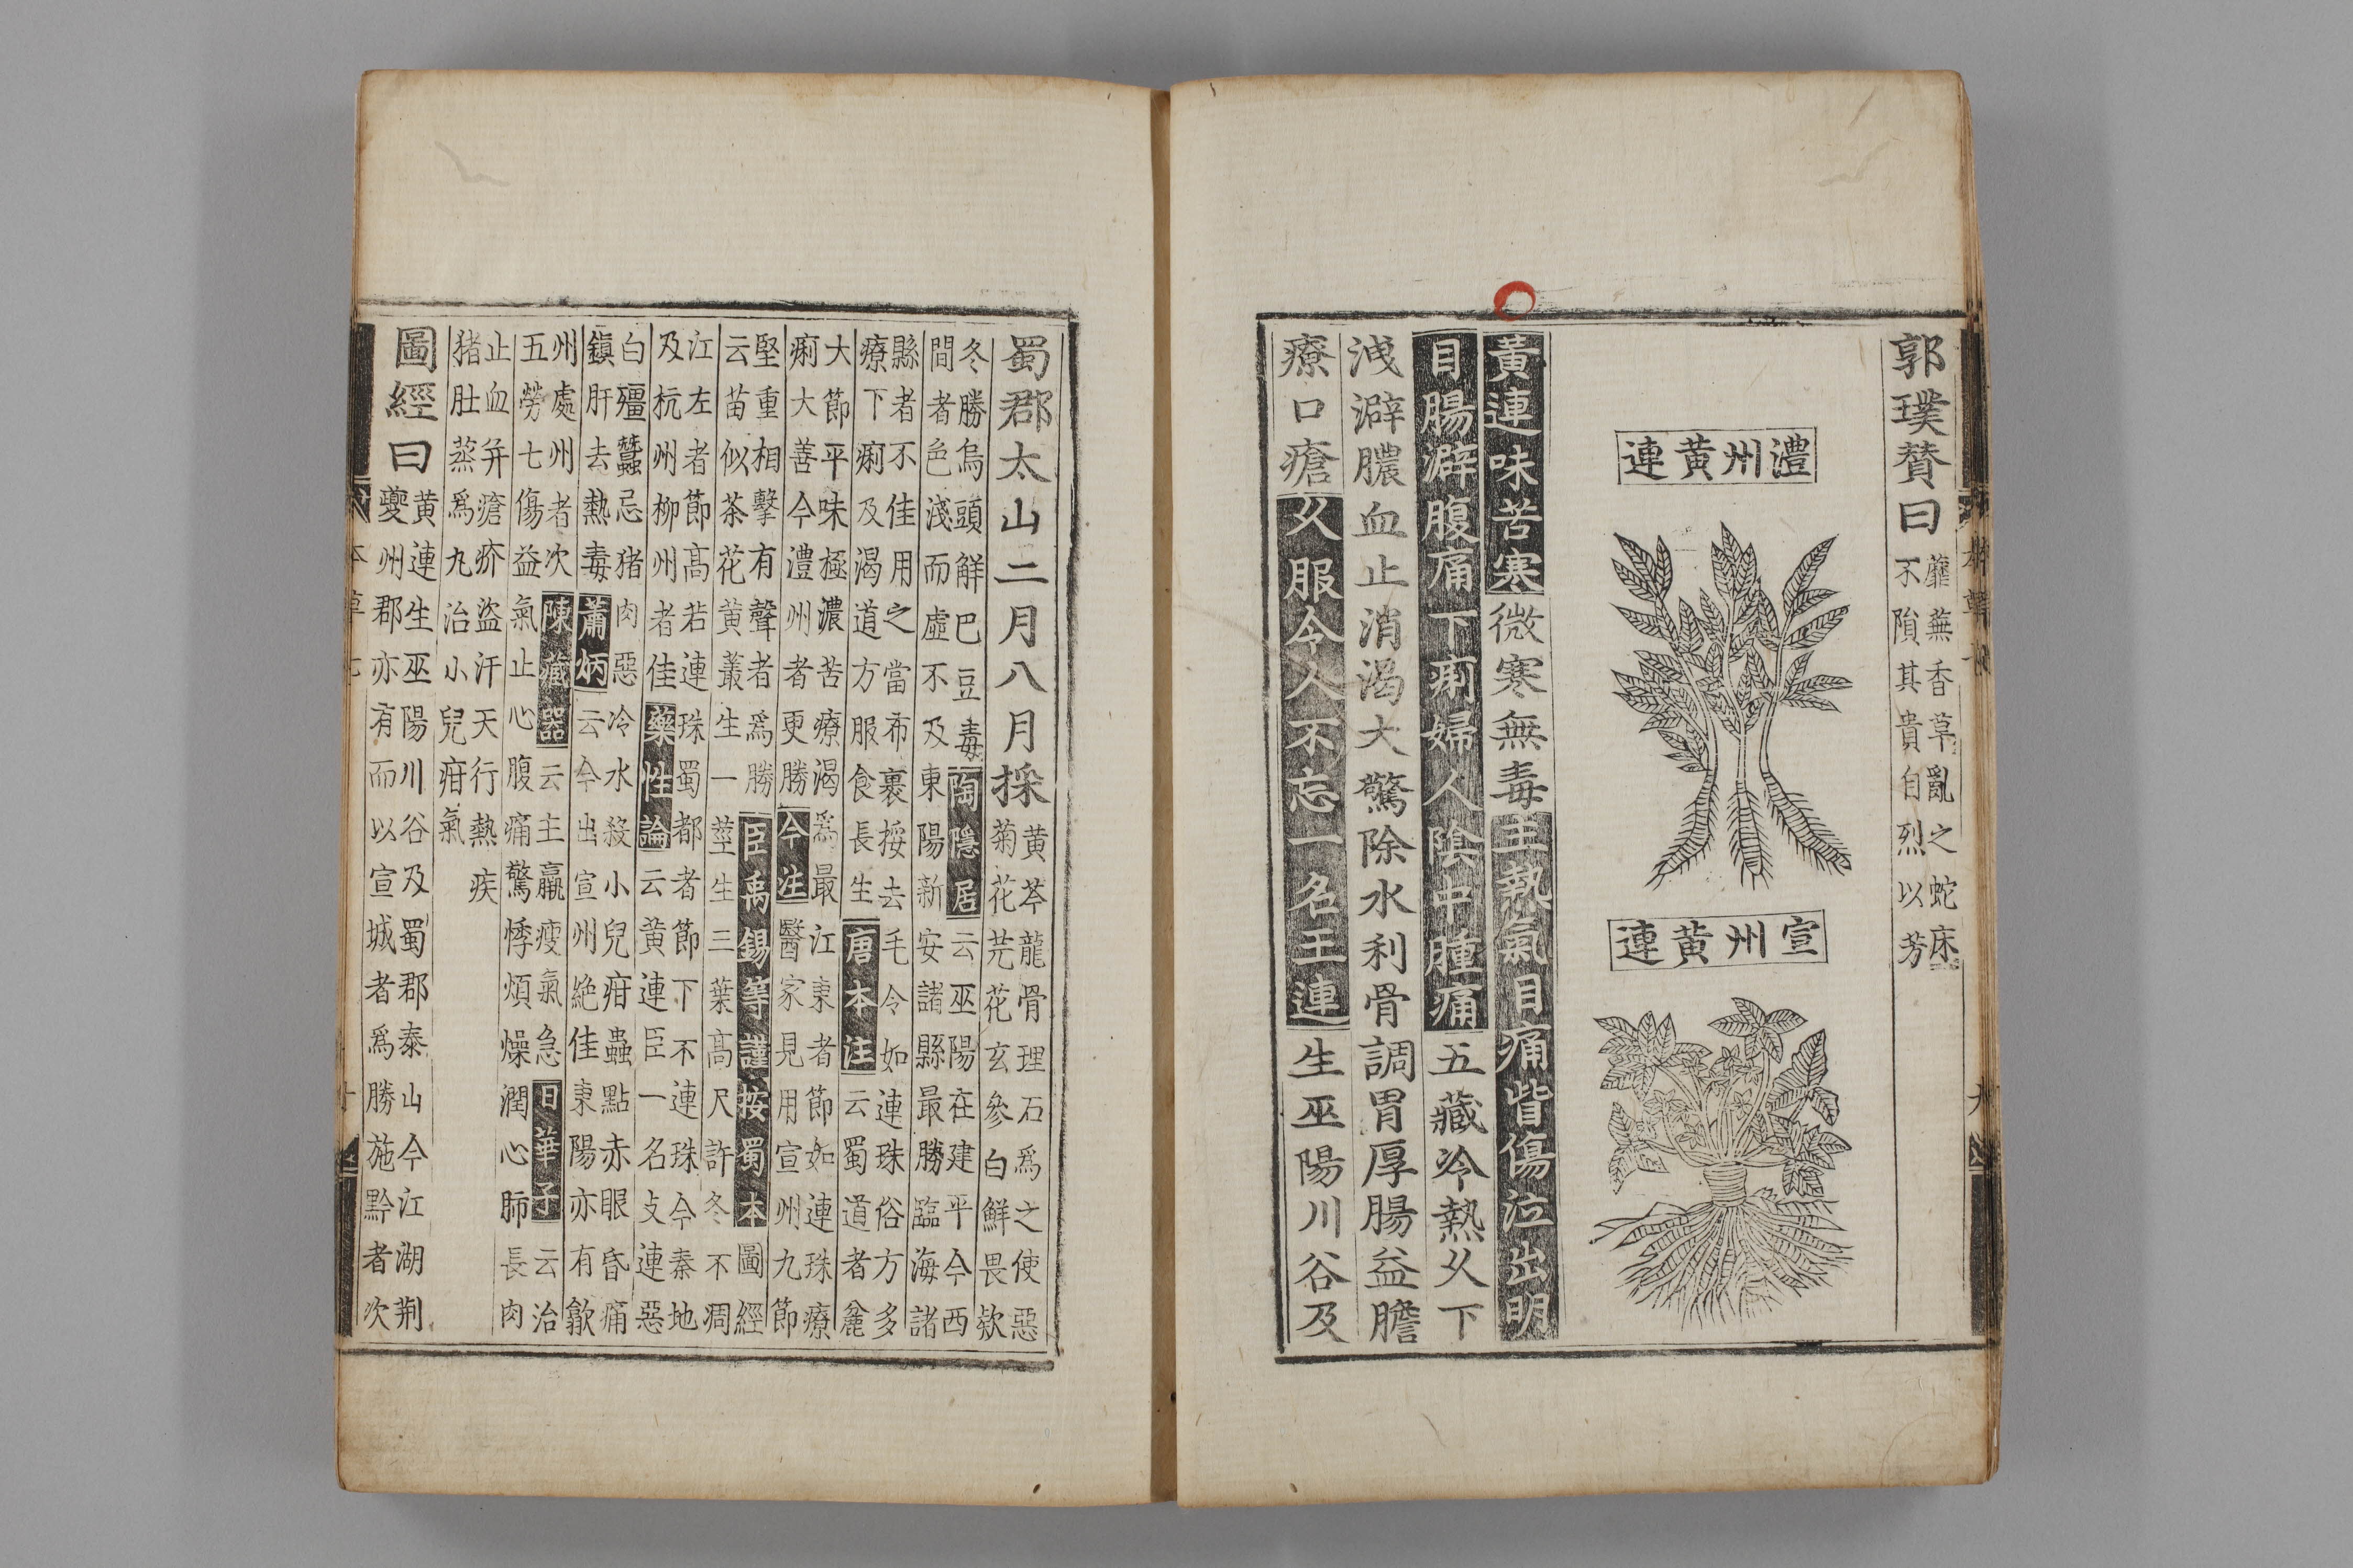 郭璞賛曰
蘼蕪香草亂之蛇床
不隕其貴自烈以芳
澧州黃連
宣州黃連
黃連味苦寒微寒無毒主熱氣目痛眥傷泣出明
目腸澼腹痛下痢婦人陰中腫痛五藏冷熱乆下
洩澼膿血止消渴大驚除水利骨調胃厚腸益膽
療口瘡乆服令人不忘一名王連生巫陽川谷及
蜀郡太山二月八月採
黃芩龍骨理石爲之使惡
菊花芫花玄參白鮮畏欵
冬勝烏頭觧巴豆毒陶隱居云巫陽在建平今西
間者色淺而虛不及東陽新安諸縣最勝臨海諸
縣者不佳用之當布裹挼去毛令如連珠俗方多
療下痢及渴道方服食長生唐本注云蜀道者麄
大節平味極濃苦療渴爲最江東者節如連珠療
痢大善今澧州者更勝今注醫家見用宣州九節
堅重相擊有聲者爲勝臣禹錫等謹按蜀本圖經
云苗似茶花黃叢生一莖生三葉高尺許冬不凋
江左者節髙若連珠蜀都者節下不連珠今秦地
及杭州柳州者佳藥性論云黃連臣一名支連惡
白殭蠶忌猪肉惡冷水殺小兒疳蟲點赤眼昏痛
鎮肝去熱毒蕭炳云今出宣州絶佳東陽亦有歙
州處州者次陳藏器云主羸瘦氣急日華子云治
五勞七傷益氣止心腹痛驚悸煩燥潤心肺長肉
止血并瘡疥盜汗天行熱疾
猪肚蒸爲九治小兒疳氣
圖經曰
黃連生巫陽川谷及蜀郡泰山今江湖荆
夔州郡亦有而以宣城者爲勝施黔者次